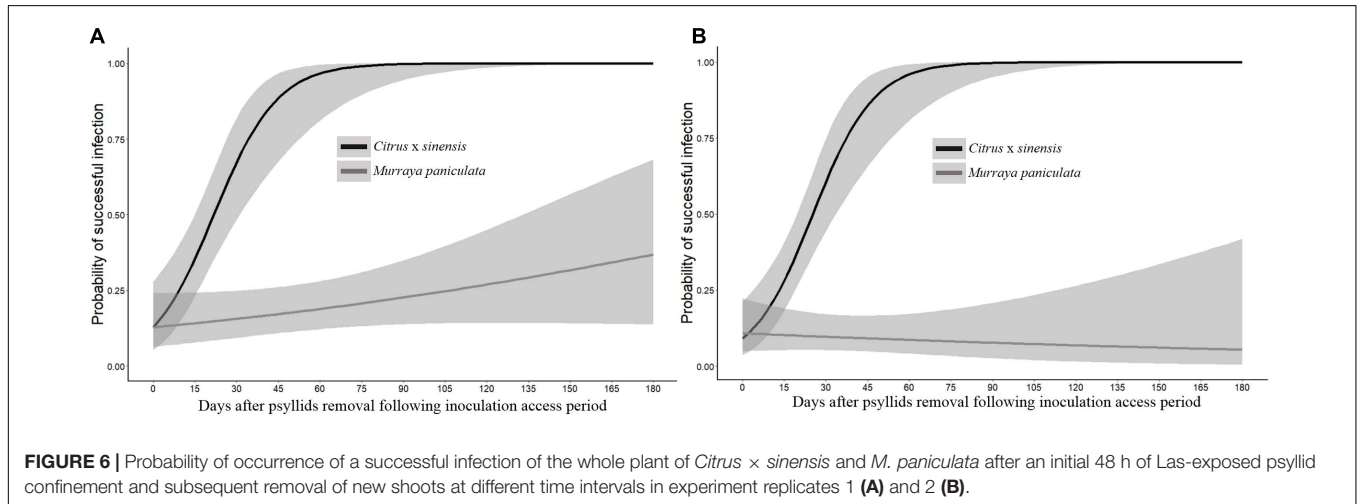 A
1.00
0.75
0.50
0.25
0.00
Probability of successful infection
Citrus x sinensis
Murraya paniculata
0 15 30 45 60 75 90 105 120 135 150 165 180
Days after psyllids removal following inoculation access period
B
1.00
0.75
0.50
0.25
0.00
Probability of successful infection
Citrus x sinensis
Murraya paniculata
0 15 30 45 60 75 90 105 120 135 150 165 180
Days after psyllids removal following inoculation access period
FIGURE 6 | Probability of occurrence of a successful infection of the whole plant of Citrus × sinensis and M. paniculata after an initial 48 h of Las-exposed psyllid
confinement and subsequent removal of new shoots at different time intervals in experiment replicates 1 (A) and 2 (B).